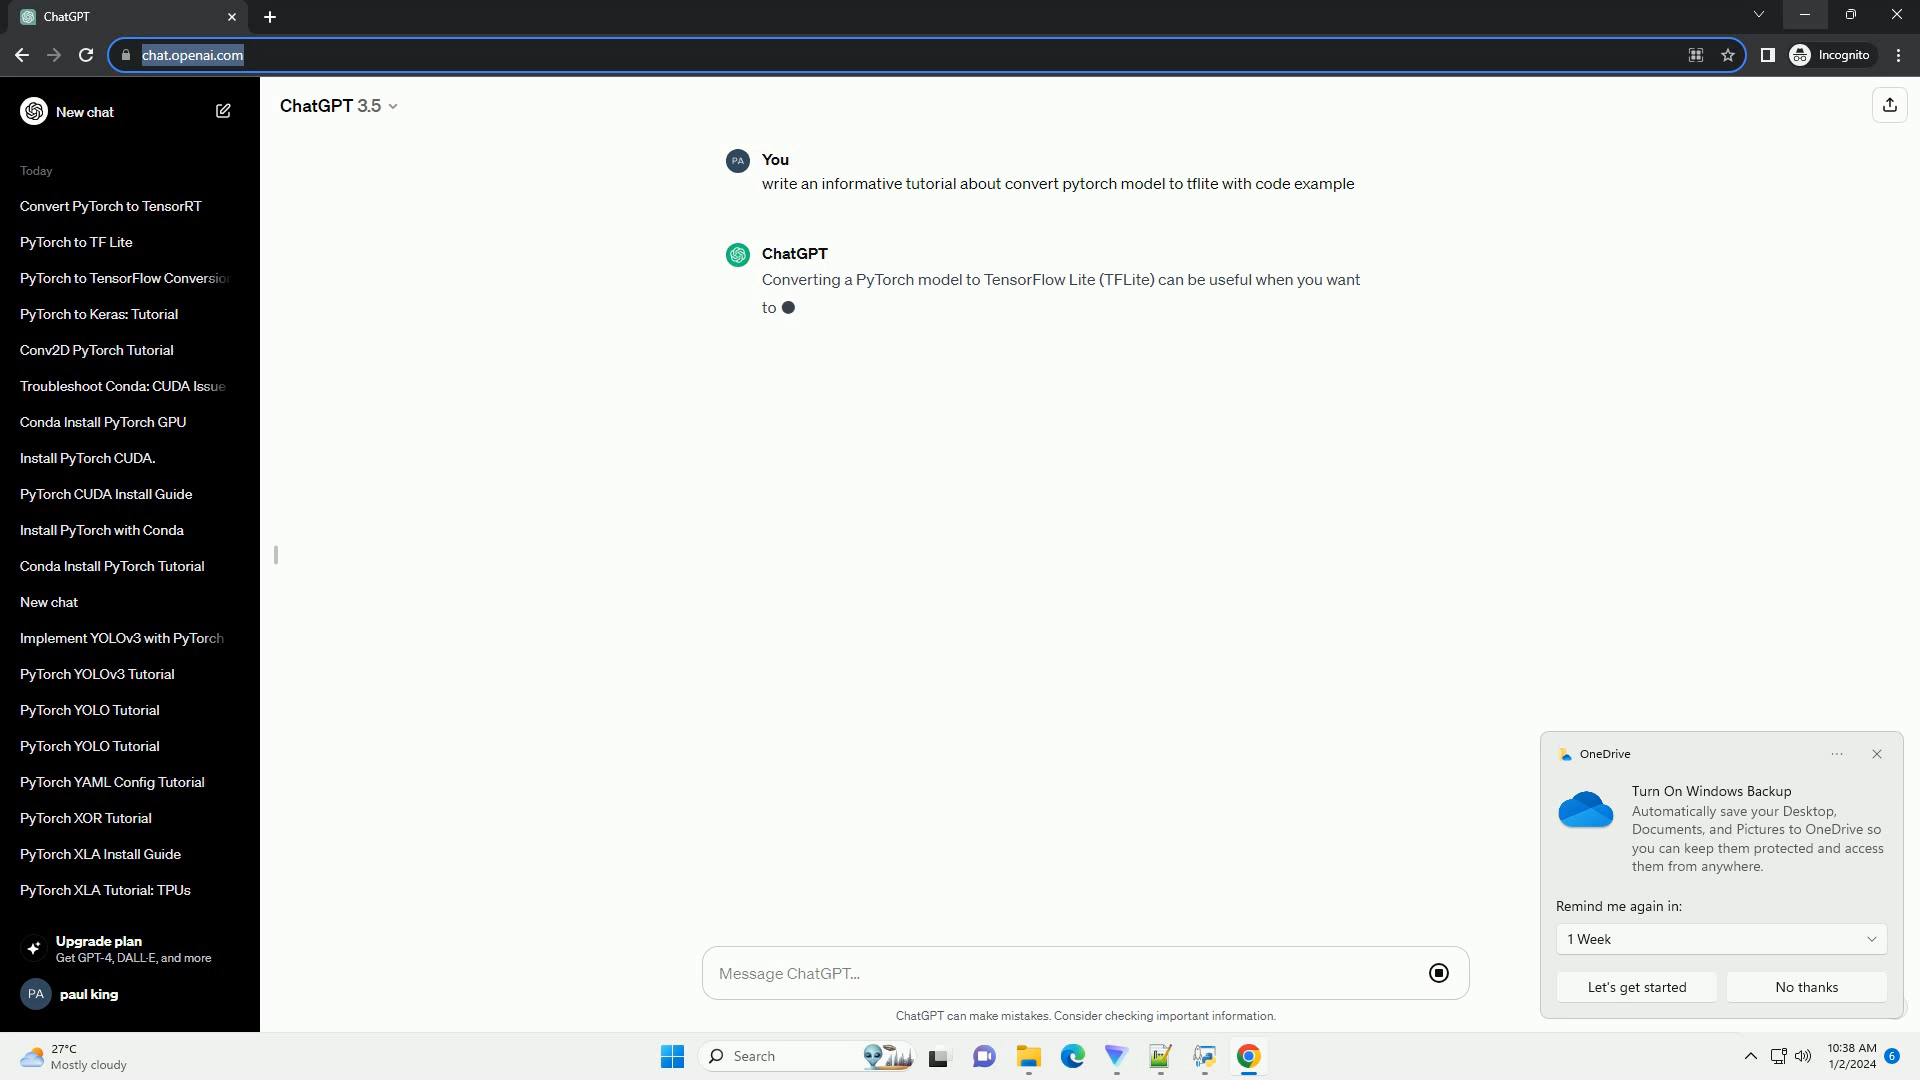 ChatGPT
chat.openai.com
Incognito
New chat
Today
Convert PyTorch to TensorRT
PyTorch to TF Lite
PyTorch to TensorFlow Conversion
PyTorch to Keras: Tutorial
Conv2D PyTorch Tutorial
Troubleshoot Conda: CUDA Issue
Conda Install PyTorch GPU
Install PyTorch CUDA.
PyTorch CUDA Install Guide
Install PyTorch with Conda
Conda Install PyTorch Tutorial
New chat
Implement YOLOv3 with PyTorch
PyTorch YOLOv3 Tutorial
PyTorch YOLO Tutorial
PyTorch YOLO Tutorial
PyTorch YAML Config Tutorial
PyTorch XOR Tutorial
PyTorch XLA Install Guide
PyTorch XLA Tutorial: TPUs
Upgrade plan
Get GPT-4, DALL·E, and more
PA paul king
ChatGPT 3.5
PA You
write an informative tutorial about convert pytorch model to tflite with code example
ChatGPT
Converting a PyTorch model to TensorFlow Lite (TFLite) can be useful when you want
to
Message ChatGPT...
ChatGPT can make mistakes. Consider checking important information.
OneDrive
Turn On Windows Backup
Automatically save your Desktop,
Documents, and Pictures to OneDrive so
you can keep them protected and access
them from anywhere.
Remind me again in:
1 Week
Let's get started
No thanks
27°C
Mostly cloudy
Search
10:38 AM
1/2/2024
6